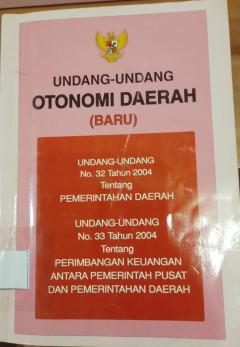 UNDANG-UNDANG
OTONOMI DAERAH
(BARU)
UNDANG-UNDANG
No. 32 Tahun 2004
Tentang
PEMERINTAHAN DAERAH
UNDANG-UNDANG
No. 33 Tahun 2004
Tentang
PERIMBANGAN KEUANGAN
ANTARA PEMERINTAH PUSAT
DAN PEMERINTAHAN DAERAH